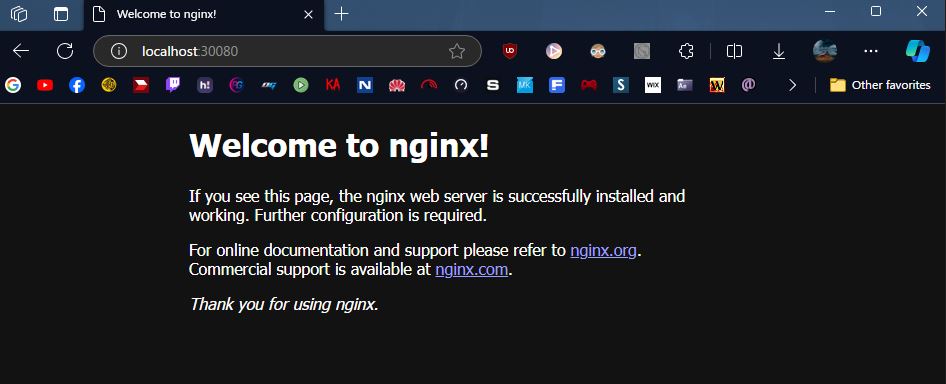 Welcome to nginx!
localhost:30080
Other favorites
Welcome to nginx!
If you see this page, the nginx web server is successfully installed and
working. Further configuration is required.
For online documentation and support please refer to nginx.org.
Commercial support is available at nginx.com.
Thank you for using nginx.